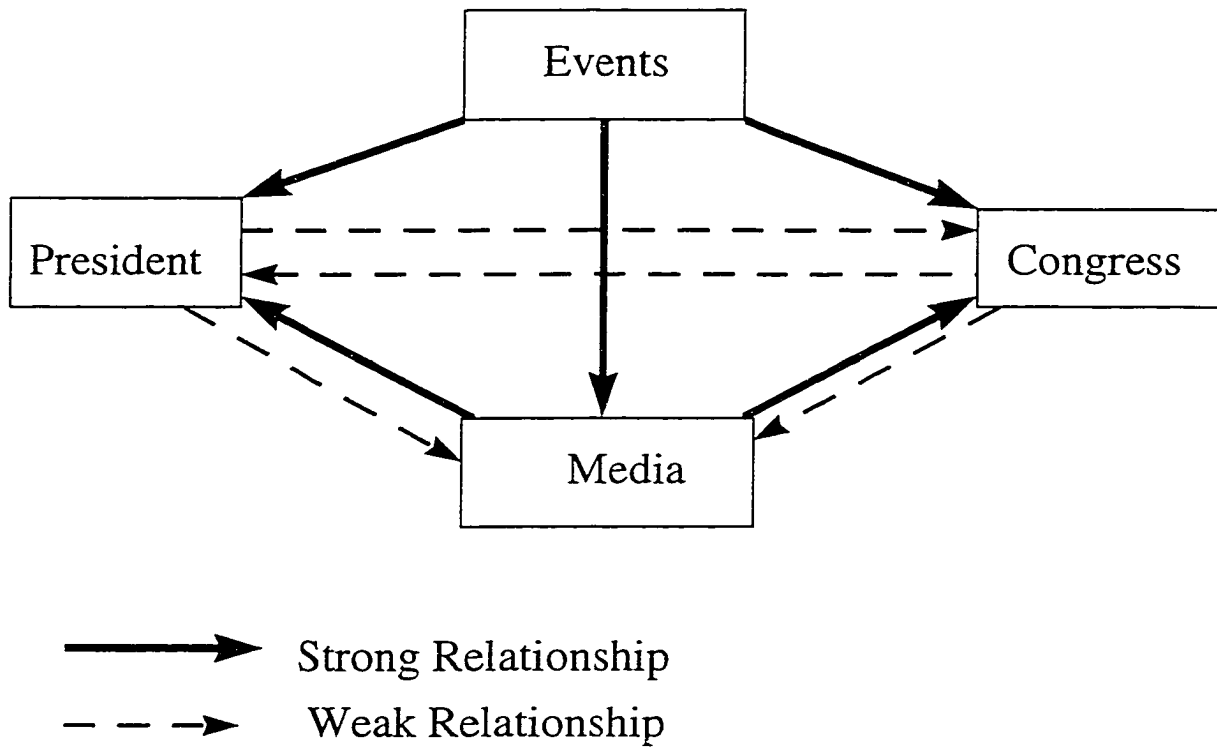 Events
President
Congress
Media
Strong Relationship
Weak Relationship